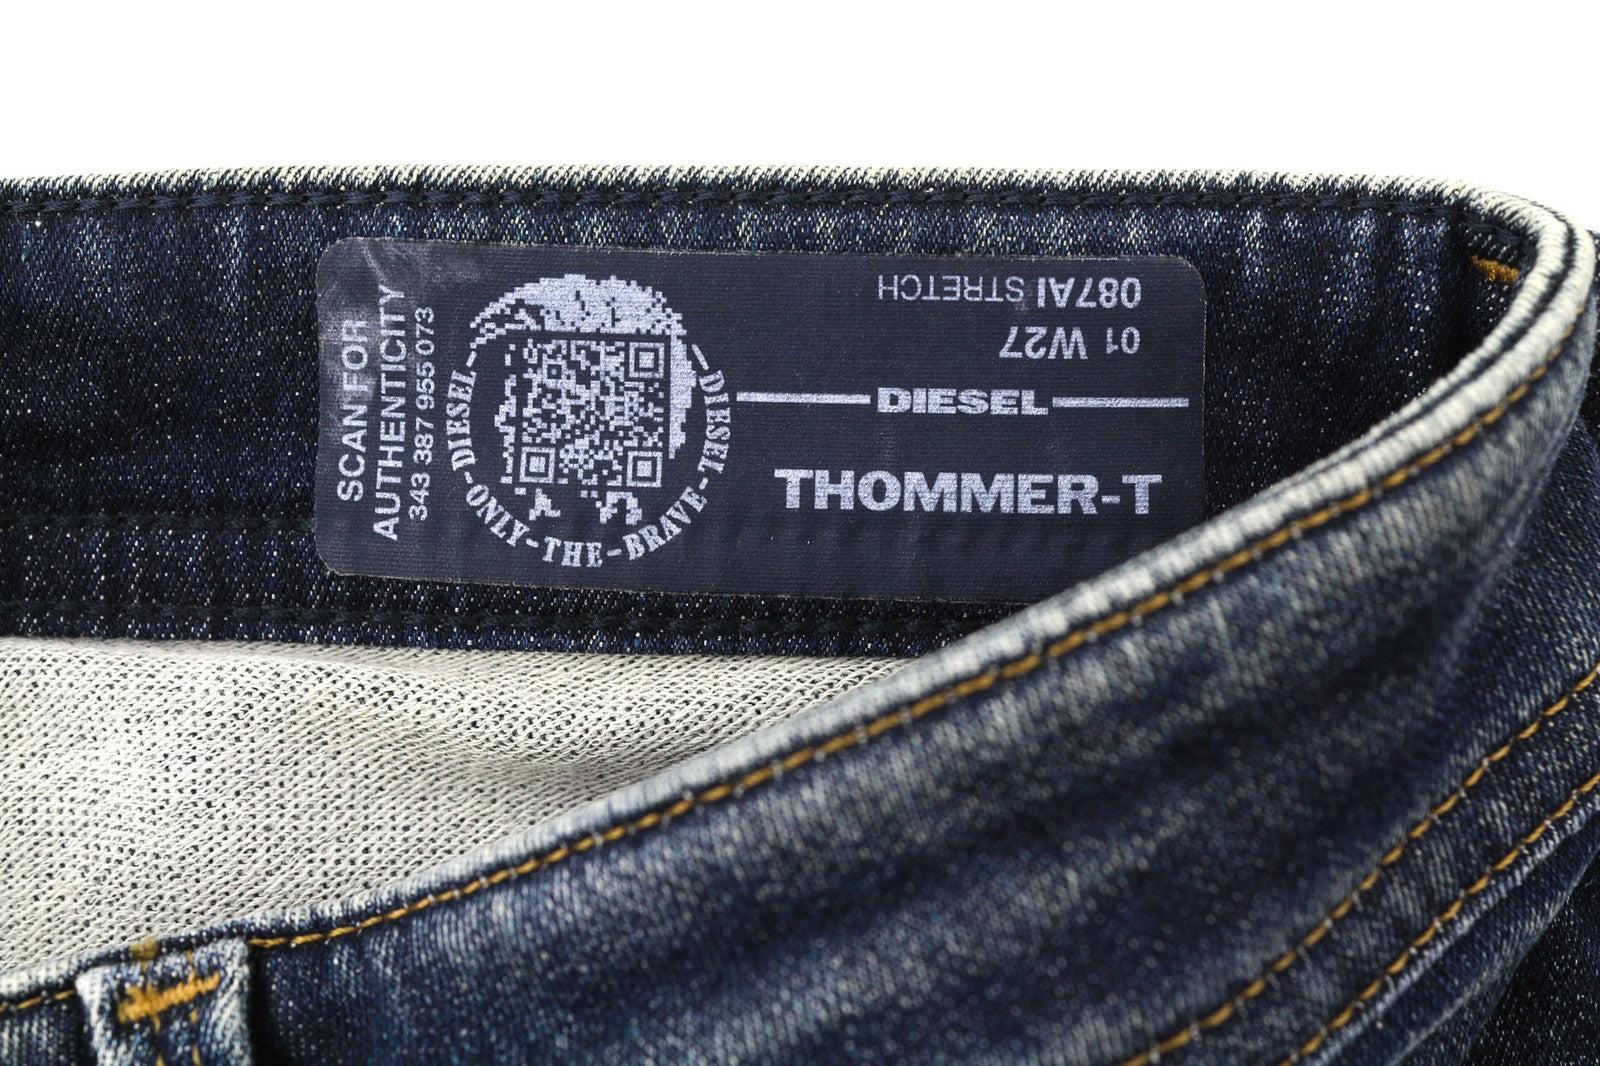 SCAN FOR
AUTHENTICITY
343 387 955 073
DIESEL-ONLY-THE-BRAVE-DIESEL
087AI STRETCH
01 W27
DIESEL
THOMMER-T